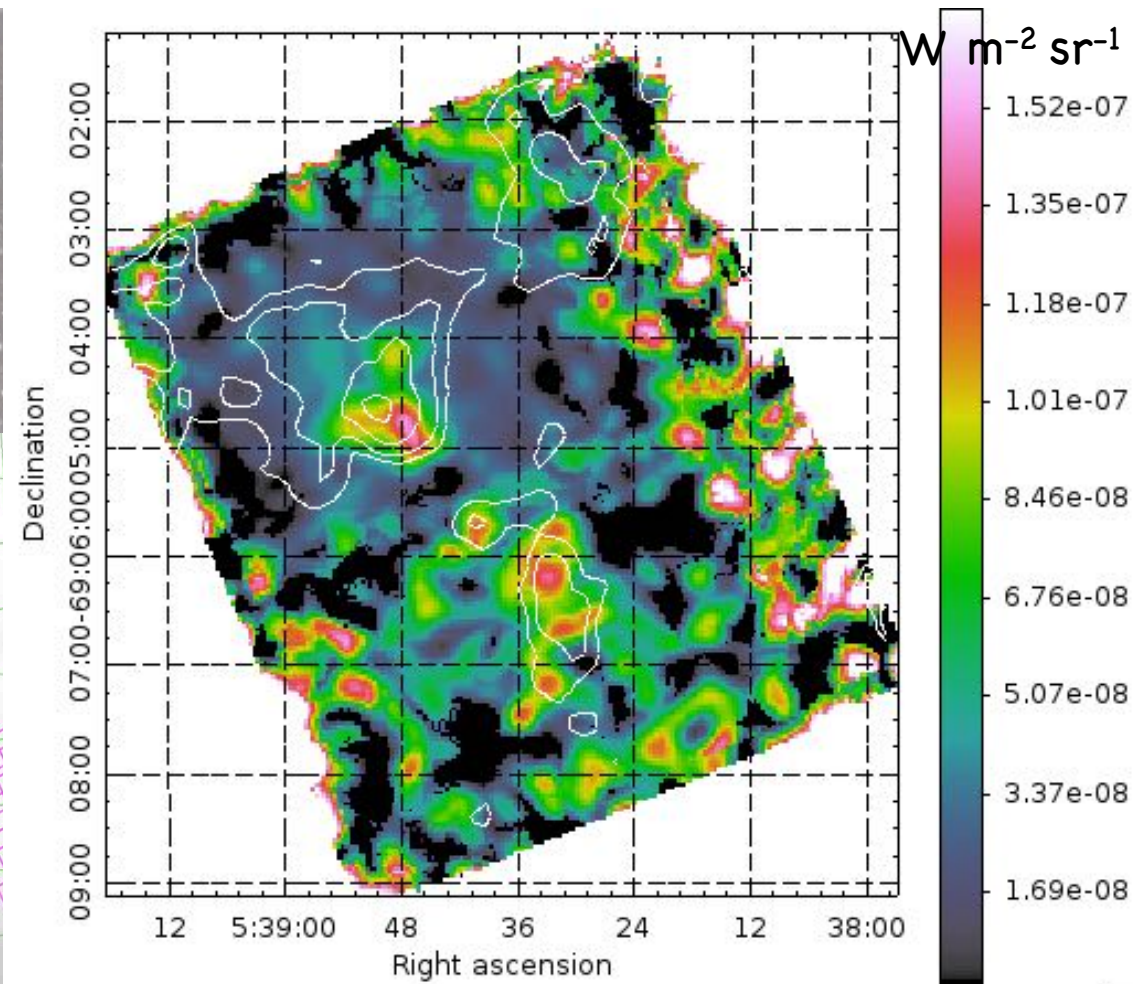 W m⁻² sr⁻¹
1.52e-07
1.35e-07
1.18e-07
1.01e-07
8.46e-08
6.76e-08
5.07e-08
3.37e-08
1.69e-08
Declination
02:00
03:00
04:00
05:00
-69:06:00
07:00
08:00
09:00
12 5:39:00 48 36 24 12 38:00
Right ascension